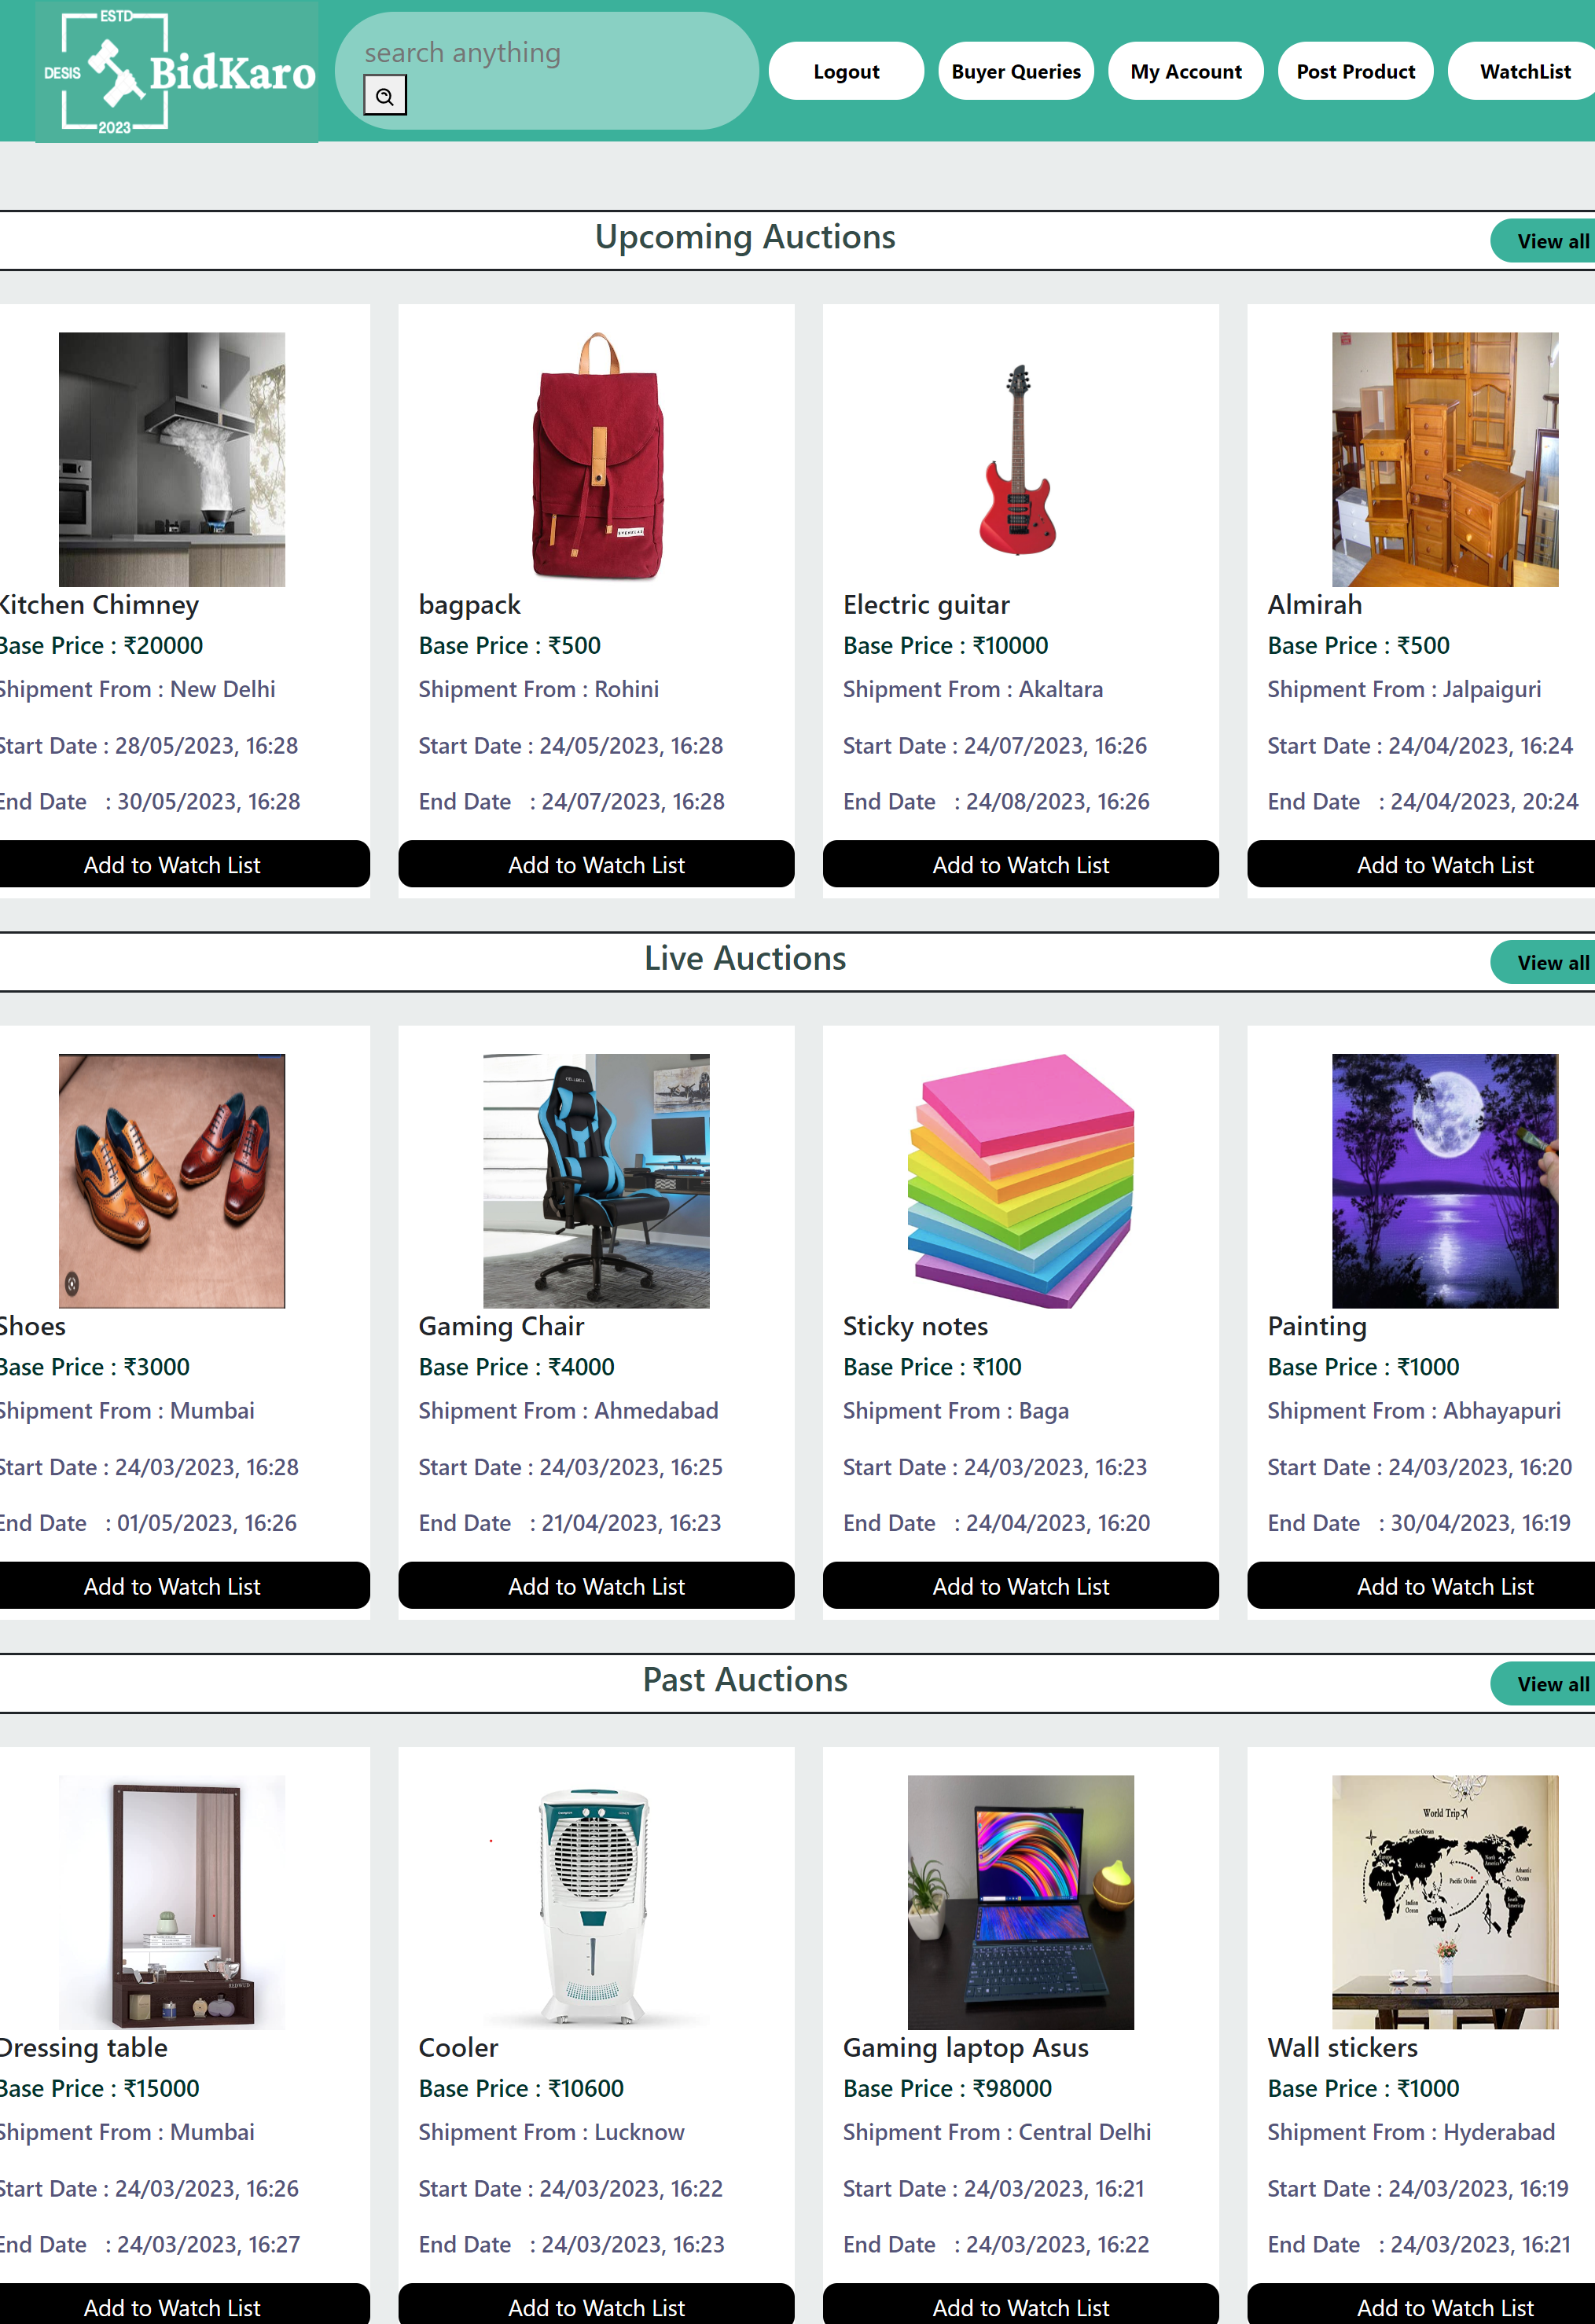 ESTD
DESIS
BidKaro
2023
search anything
Logout
Buyer Queries
My Account
Post Product
WatchList
Upcoming Auctions
View all
Kitchen Chimney
Base Price : ₹20000
Shipment From : New Delhi
Start Date : 28/05/2023, 16:28
End Date : 30/05/2023, 16:28
Add to Watch List
bagpack
Base Price : ₹500
Shipment From : Rohini
Start Date : 24/05/2023, 16:28
End Date : 24/07/2023, 16:28
Add to Watch List
Electric guitar
Base Price : ₹10000
Shipment From : Akaltara
Start Date : 24/07/2023, 16:26
End Date : 24/08/2023, 16:26
Add to Watch List
Almirah
Base Price : ₹500
Shipment From : Jalpaiguri
Start Date : 24/04/2023, 16:24
End Date : 24/04/2023, 20:24
Add to Watch List
Live Auctions
View all
Shoes
Base Price : ₹3000
Shipment From : Mumbai
Start Date : 24/03/2023, 16:28
End Date : 01/05/2023, 16:26
Add to Watch List
Gaming Chair
Base Price : ₹4000
Shipment From : Ahmedabad
Start Date : 24/03/2023, 16:25
End Date : 21/04/2023, 16:23
Add to Watch List
Sticky notes
Base Price : ₹100
Shipment From : Baga
Start Date : 24/03/2023, 16:23
End Date : 24/04/2023, 16:20
Add to Watch List
Painting
Base Price : ₹1000
Shipment From : Abhayapuri
Start Date : 24/03/2023, 16:20
End Date : 30/04/2023, 16:19
Add to Watch List
Past Auctions
View all
Dressing table
Base Price : ₹15000
Shipment From : Mumbai
Start Date : 24/03/2023, 16:26
End Date : 24/03/2023, 16:27
Add to Watch List
Cooler
Base Price : ₹10600
Shipment From : Lucknow
Start Date : 24/03/2023, 16:22
End Date : 24/03/2023, 16:23
Add to Watch List
Gaming laptop Asus
Base Price : ₹98000
Shipment From : Central Delhi
Start Date : 24/03/2023, 16:21
End Date : 24/03/2023, 16:22
Add to Watch List
World Trip
Arctic Ocean
Asia
Africa
Indian Ocean
Pacific Ocean
North America
Atlantic Ocean
Wall stickers
Base Price : ₹1000
Shipment From : Hyderabad
Start Date : 24/03/2023, 16:19
End Date : 24/03/2023, 16:21
Add to Watch List